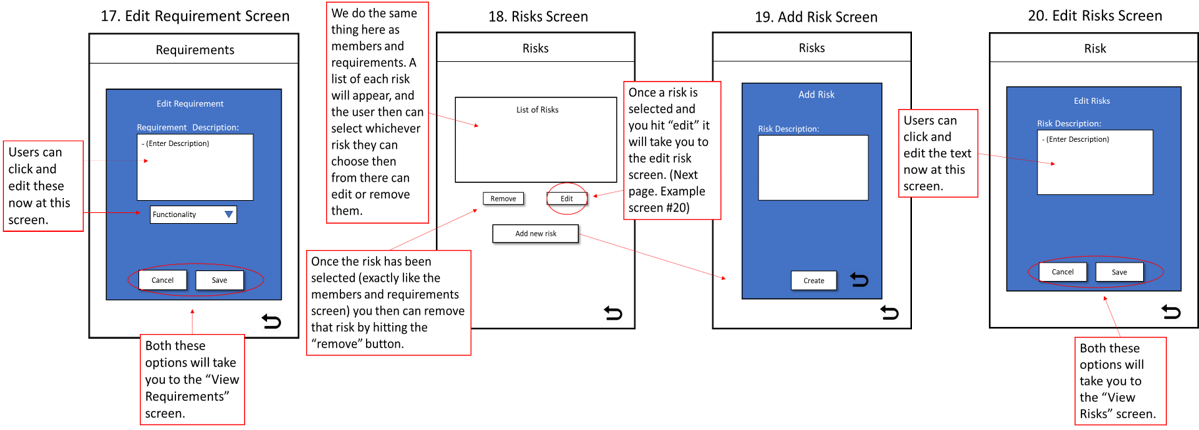 17. Edit Requirement Screen
Requirements
Edit Requirement
Requirement Description:
- (Enter Description)
Functionality
Cancel
Save
Users can
click and
edit these
now at this
screen.
Both these
options will take
you to the “View
Requirements”
screen.
We do the same
thing here as
members and
requirements. A
list of each risk
will appear, and
the user then can
select whichever
risk they can
choose then
from there can
edit or remove
them.
18. Risks Screen
Risks
List of Risks
Remove
Edit
Add new risk
Once the risk has been
selected (exactly like the
members and requirements
screen) you then can remove
that risk by hitting the
“remove” button.
Once a risk is
selected and
you hit “edit” it
will take you to
the edit risk
screen. (Next
page. Example
screen #20)
19. Add Risk Screen
Risks
Add Risk
Risk Description:
Create
20. Edit Risks Screen
Risk
Edit Risks
Risk Description:
- (Enter Description)
Cancel
Save
Users can
click and
edit the text
now at this
screen.
Both these
options will
take you to
the “View
Risks” screen.